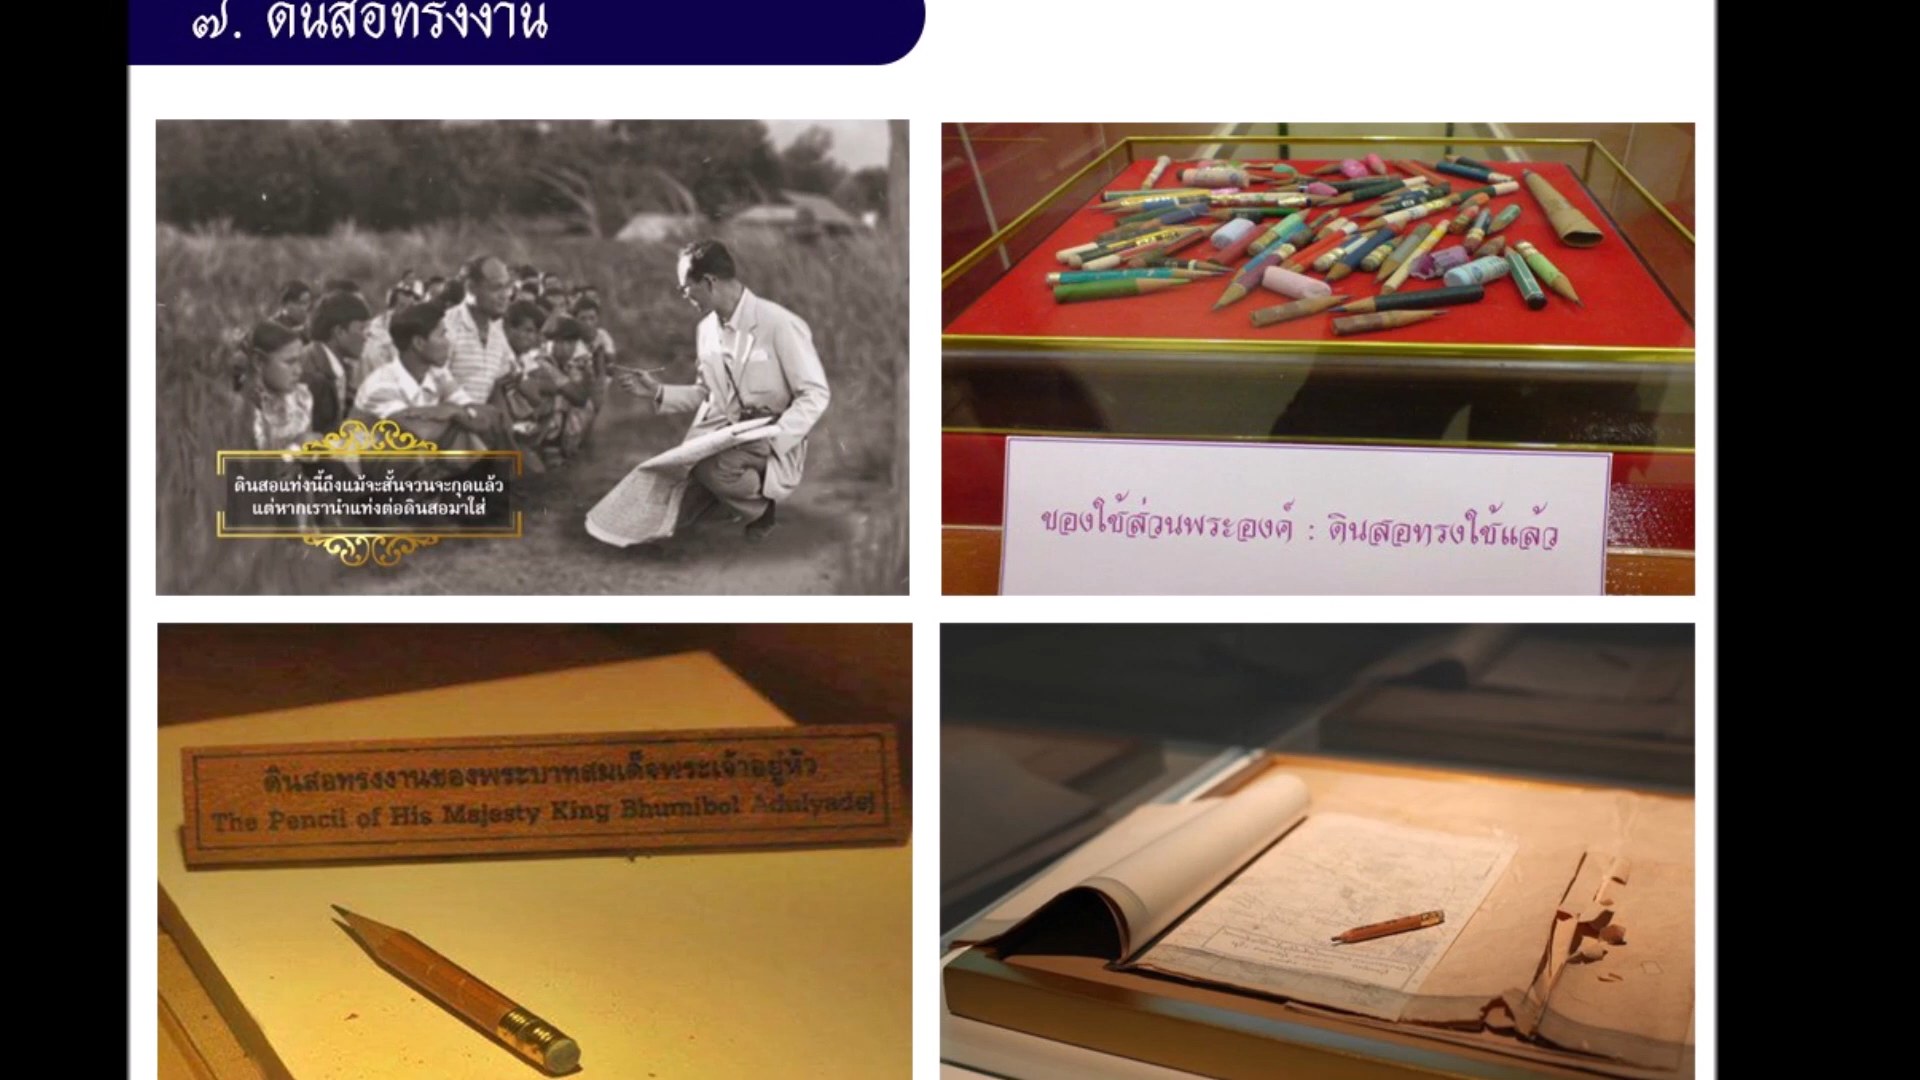 ๗. ดินสอทรงงาน
ดินสอแท่งนี้ถึงแม้จะสั้นจวนจะกุดแล้ว
แต่หากเรานำแท่งต่อดินสอมาใส่
ของใช้ส่วนพระองค์ : ดินสอทรงใช้แล้ว
ดินสอทรงงานของพระบาทสมเด็จพระเจ้าอยู่หัว
The Pencil of His Majesty King Bhumibol Adulyadej